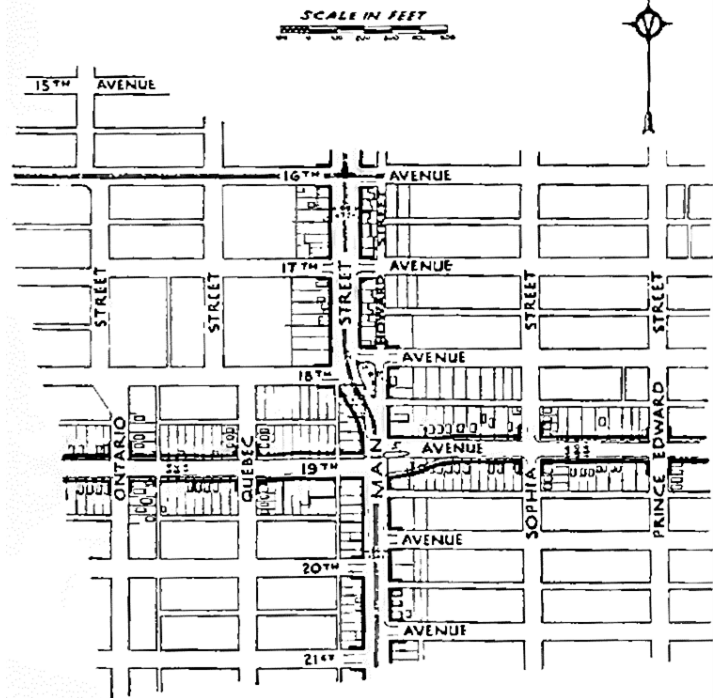 SCALE IN FEET
15TH AVENUE
16TH AVENUE
STREET
17TH AVENUE
STREET
STREET
STREET
HOWARD
STREET
STREET
AVENUE
18TH
ONTARIO
QUEBEC
MAIN
AVENUE
19TH
SOPHIA
PRINCE EDWARD
AVENUE
20TH
AVENUE
21ST